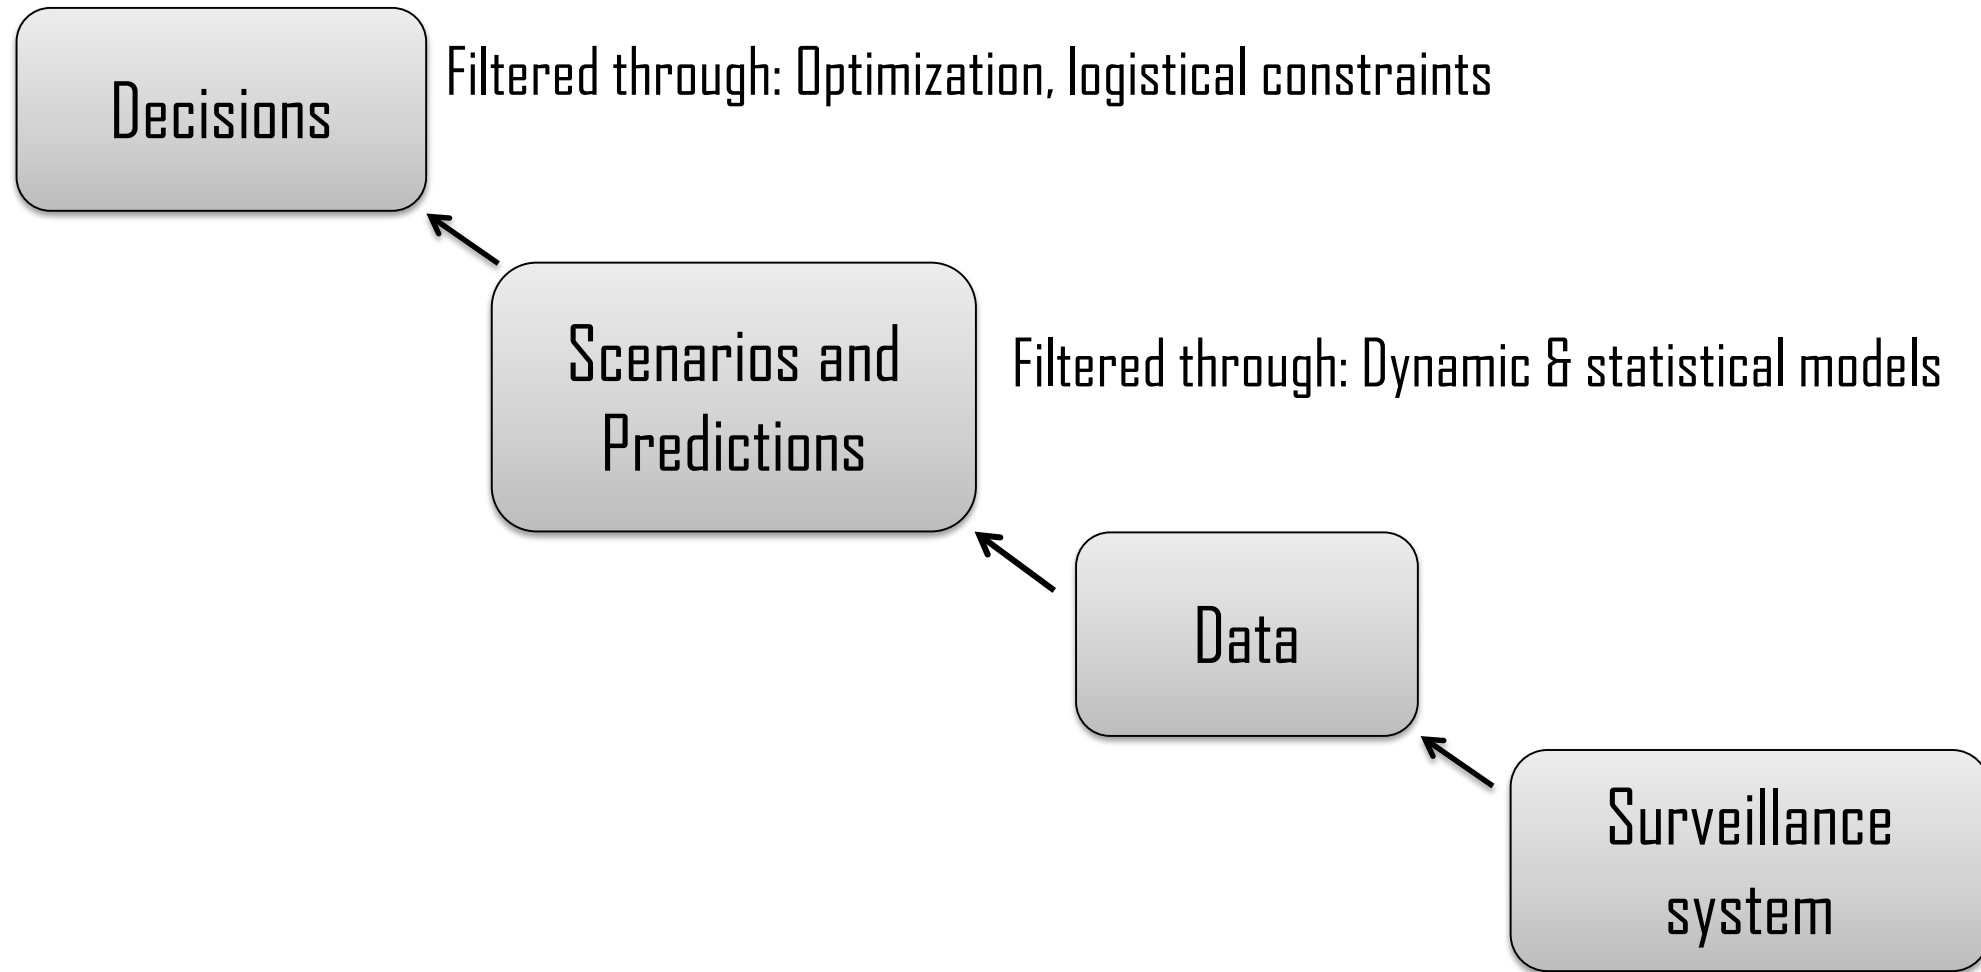 Decisions
Filtered through: Optimization, logistical constraints
Scenarios and
Predictions
Filtered through: Dynamic & statistical models
Data
Surveillance
system